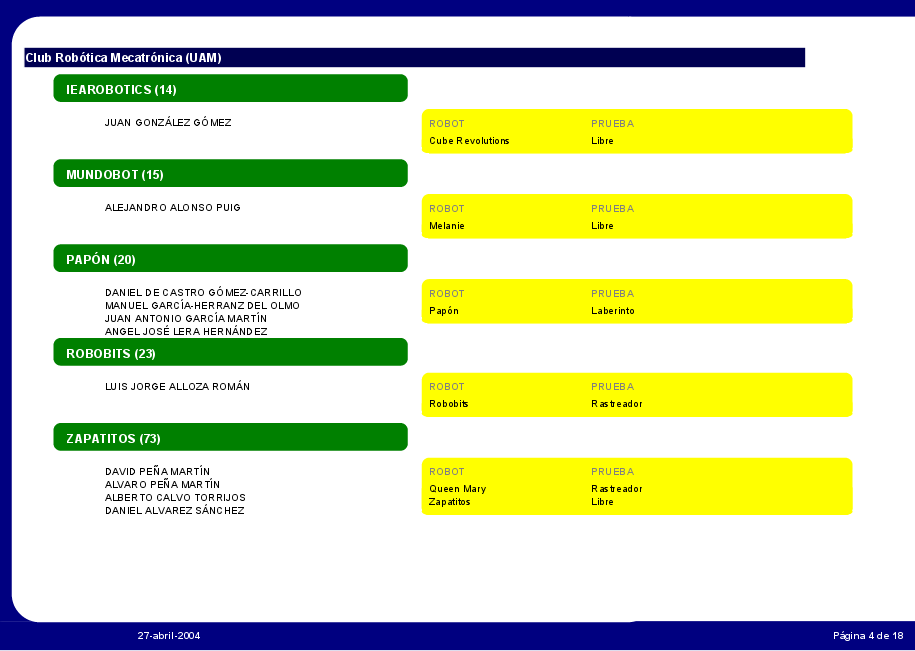 Club Robótica Mecatrónica (UAM)
IEAROBOTICS (14)
JUAN GONZÁLEZ GÓMEZ
ROBOT PRUEBA
Cube Revolutions Libre
MUNDOBOT (15)
ALEJANDRO ALONSO PUIG
ROBOT PRUEBA
Melanie Libre
PAPÓN (20)
DANIEL DE CASTRO GÓMEZ-CARRILLO
MANUEL GARCÍA-HERRANZ DEL OLMO
JUAN ANTONIO GARCÍA MARTÍN
ANGEL JOSÉ LERA HERNÁNDEZ
ROBOT PRUEBA
Papón Laberinto
ROBOBITS (23)
LUIS JORGE ALLOZA ROMÁN
ROBOT PRUEBA
Robobits Rastreador
ZAPATITOS (73)
DAVID PEÑA MARTÍN
ALVARO PEÑA MARTÍN
ALBERTO CALVO TORRIJOS
DANIEL ALVAREZ SÁNCHEZ
ROBOT PRUEBA
Queen Mary Rastreador
Zapatitos Libre
27-abril-2004 Página 4 de 18